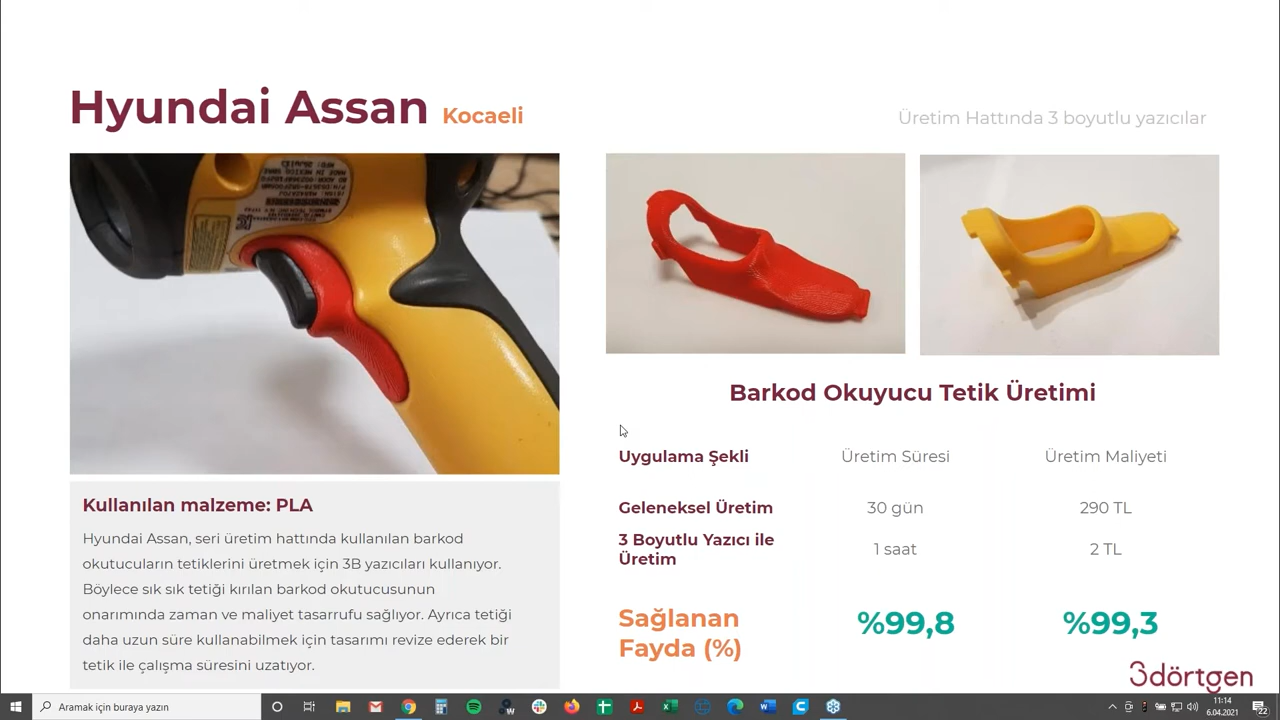 Hyundai Assan Kocaeli
Üretim Hattında 3 boyutlu yazıcılar
Kullanılan malzeme: PLA
Hyundai Assan, seri üretim hattında kullanılan barkod
okutucuların tetiklerini üretmek için 3B yazıcıları kullanıyor.
Böylece sık sık tetiği kırılan barkod okutucusunun
onarımında zaman ve maliyet tasarrufu sağlıyor. Ayrıca tetiği
daha uzun süre kullanabilmek için tasarımı revize ederek bir
tetik ile çalışma süresini uzatıyor.
Barkod Okuyucu Tetik Üretimi
Uygulama Şekli Üretim Süresi Üretim Maliyeti
Geleneksel Üretim 30 gün 290 TL
3 Boyutlu Yazıcı ile
Üretim 1 saat 2 TL
Sağlanan
Fayda (%) %99,8 %99,3
3dörtgen
Aramak için buraya yazın
11:14
6.04.2021
22